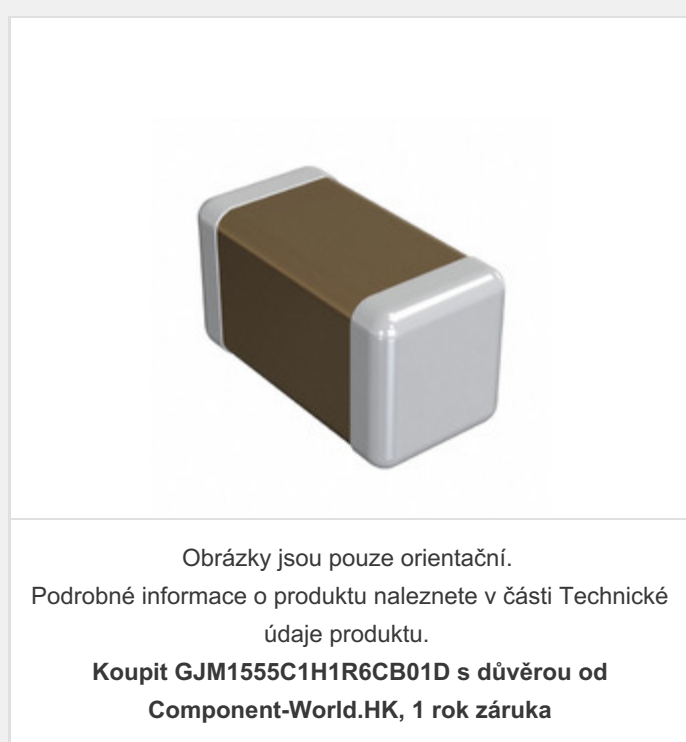 Obrázky jsou pouze orientační.
Podrobné informace o produktu naleznete v části Technické
údaje produktu.
Koupit GJM1555C1H1R6CB01D s důvěrou od
Component-World.HK, 1 rok záruka